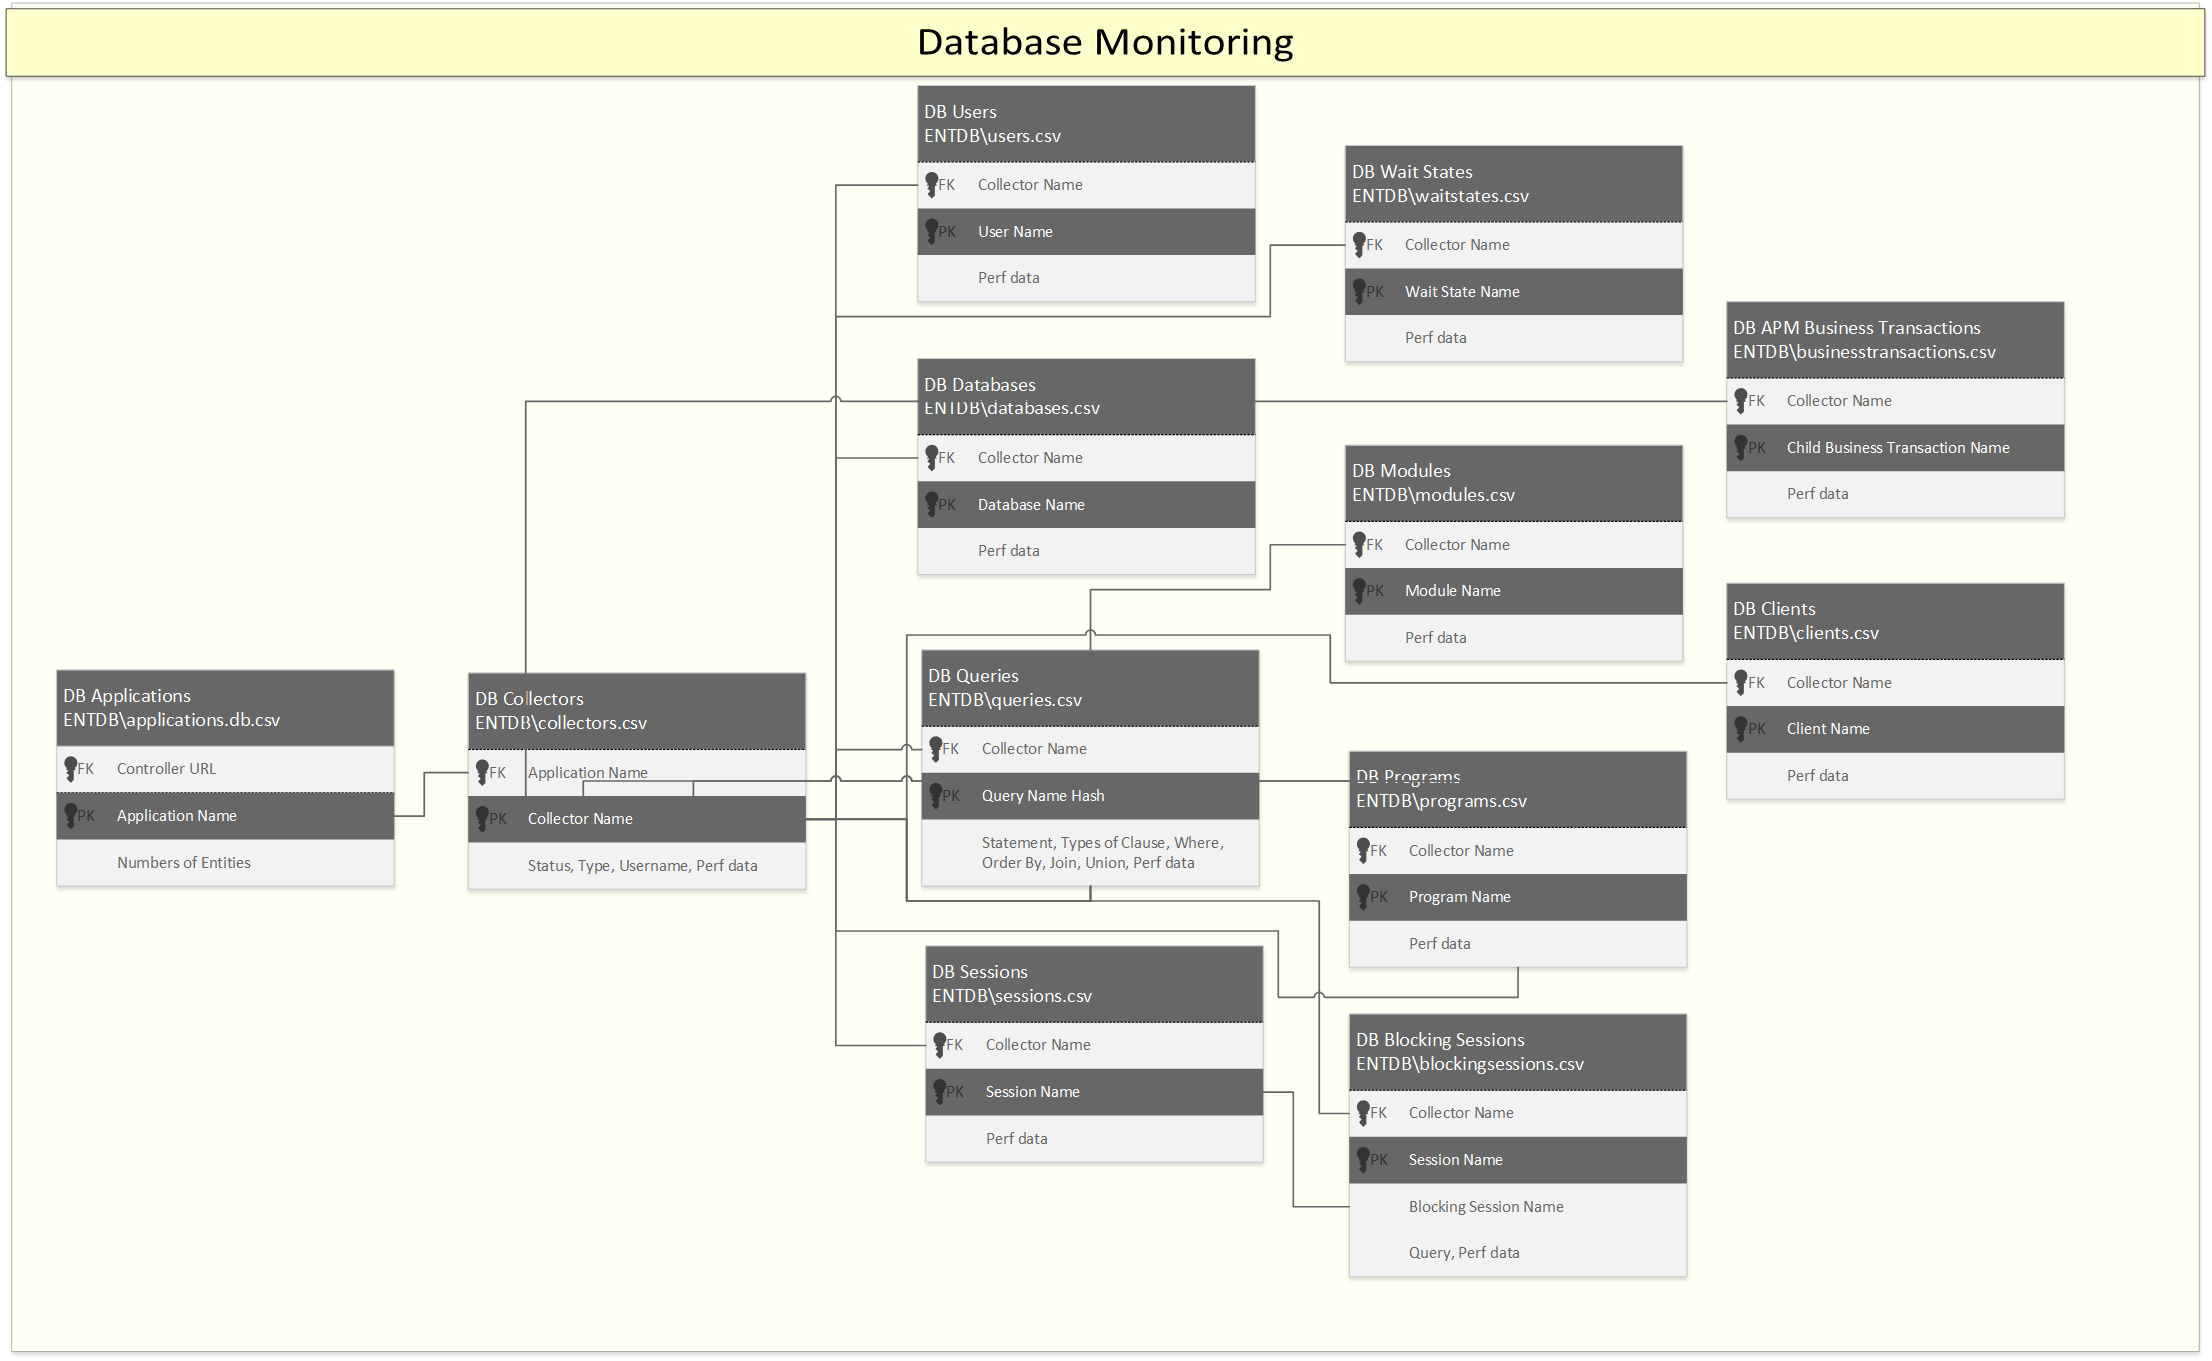 Database Monitoring
DB Users
ENTDB\users.csv
FK Collector Name
PK User Name
Perf data
DB Wait States
ENTDB\waitstates.csv
FK Collector Name
PK Wait State Name
Perf data
DB APM Business Transactions
ENTDB\businesstransactions.csv
FK Collector Name
PK Child Business Transaction Name
Perf data
DB Databases
ENTDB\databases.csv
FK Collector Name
PK Database Name
Perf data
DB Modules
ENTDB\modules.csv
FK Collector Name
PK Module Name
Perf data
DB Clients
ENTDB\clients.csv
FK Collector Name
PK Client Name
Perf data
DB Applications
ENTDB\applications.db.csv
FK Controller URL
PK Application Name
Numbers of Entities
DB Collectors
ENTDB\collectors.csv
FK Application Name
PK Collector Name
Status, Type, Username, Perf data
DB Queries
ENTDB\queries.csv
FK Collector Name
PK Query Name Hash
Statement, Types of Clause, Where,
Order By, Join, Union, Perf data
DB Programs
ENTDB\programs.csv
FK Collector Name
PK Program Name
Perf data
DB Sessions
ENTDB\sessions.csv
FK Collector Name
PK Session Name
Perf data
DB Blocking Sessions
ENTDB\blockingsessions.csv
FK Collector Name
PK Session Name
Blocking Session Name
Query, Perf data